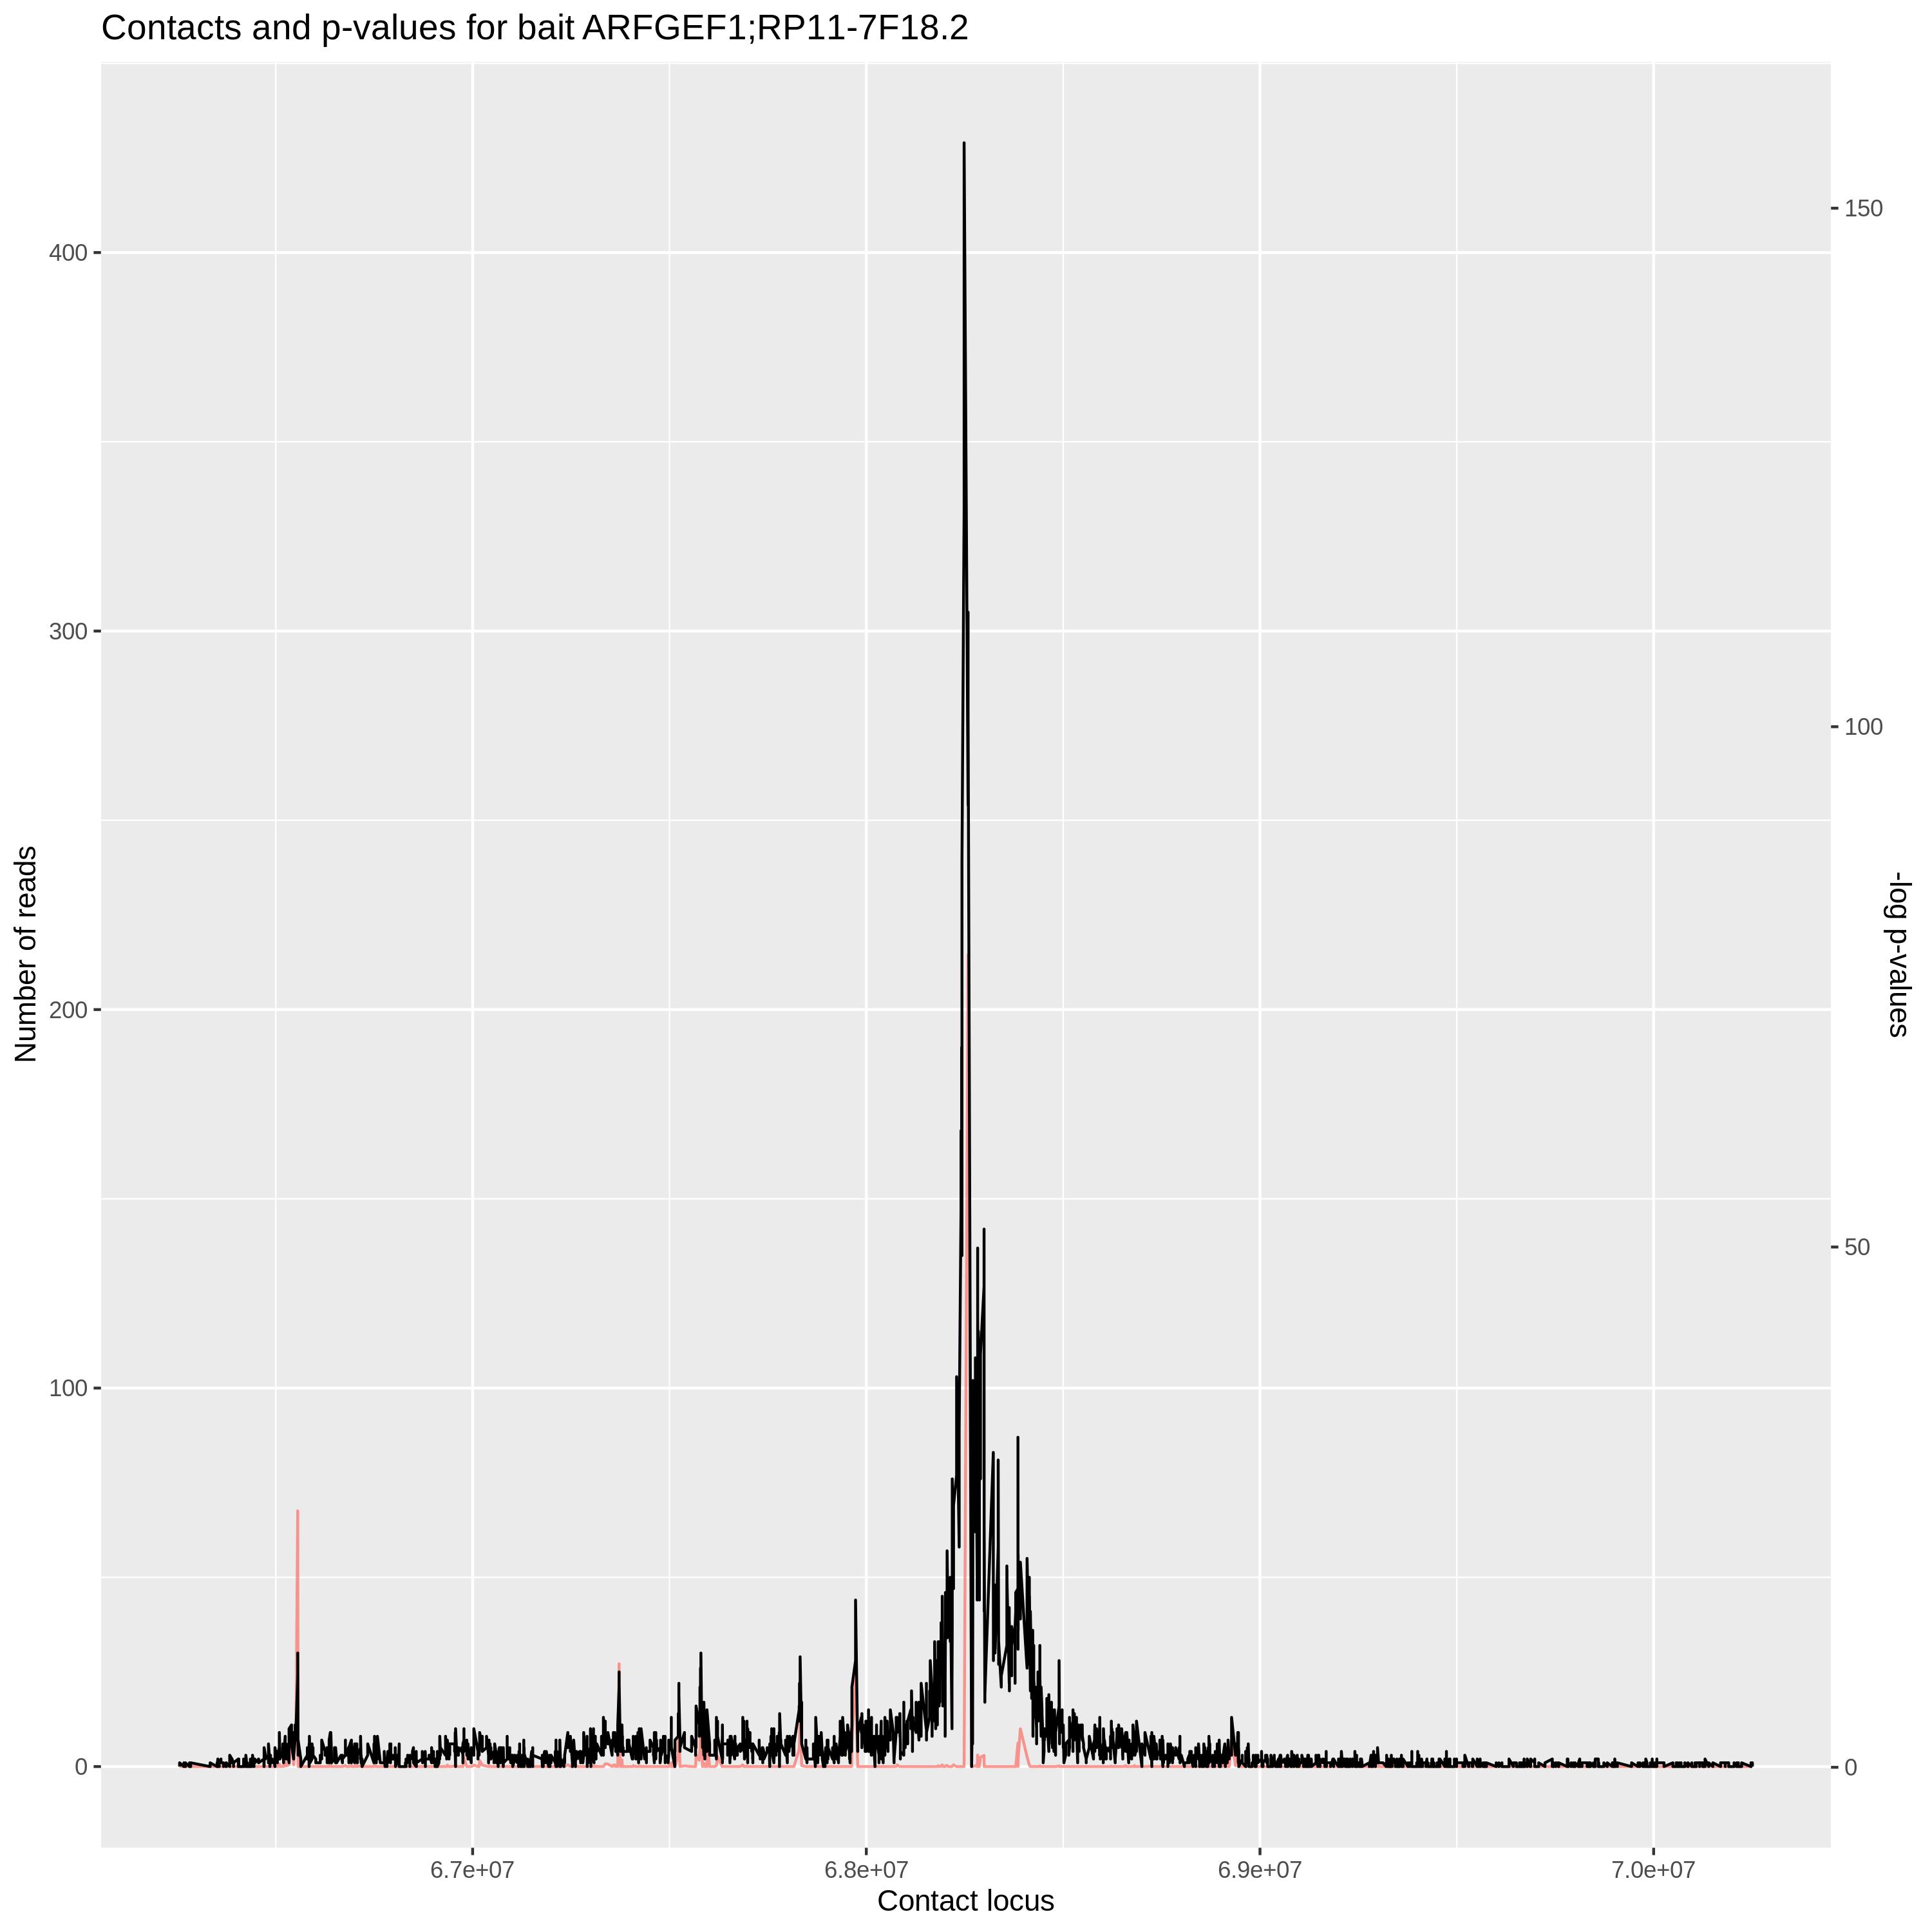 Contacts and p-values for bait ARFGEF1;RP11-7F18.2
Number of reads
400
300
200
100
0
150
100
50
0
-log p-values
6.7e+07
6.8e+07
6.9e+07
7.0e+07
Contact locus